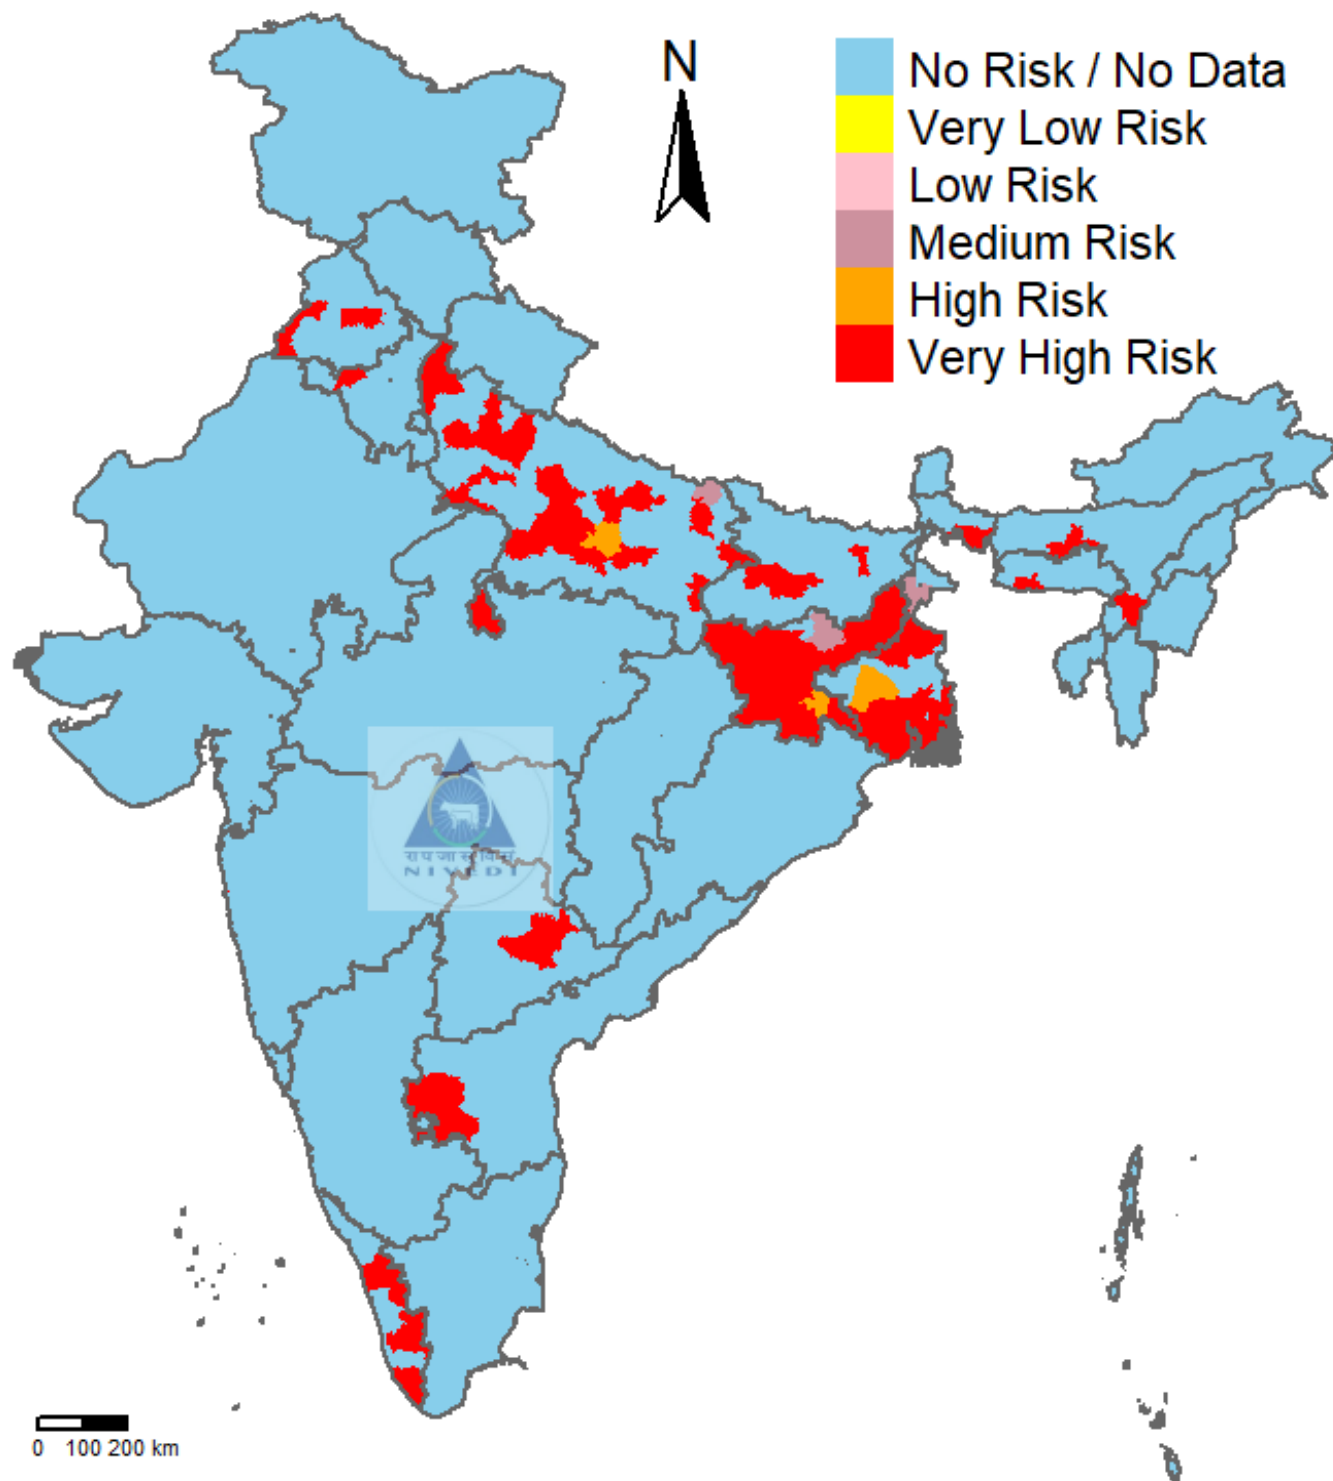 N
No Risk / No Data
Very Low Risk
Low Risk
Medium Risk
High Risk
Very High Risk
NIVEDI
0 100 200 km